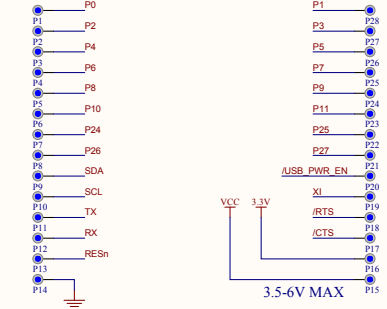 P0
P1
P2
P2
P4
P3
P6
P4
P8
P5
P10
P6
P24
P7
P26
P8
SDA
P9
SCL
P10
TX
P11
RX
P12
RESn
P13
P14
P1
P28
P3
P27
P5
P26
P7
P25
P9
P24
P11
P23
P25
P22
P27
P21
/USB_PWR_EN
P20
XI
P19
/RTS
P18
/CTS
P17
P16
P15
VCC
3.3V
3.5-6V MAX